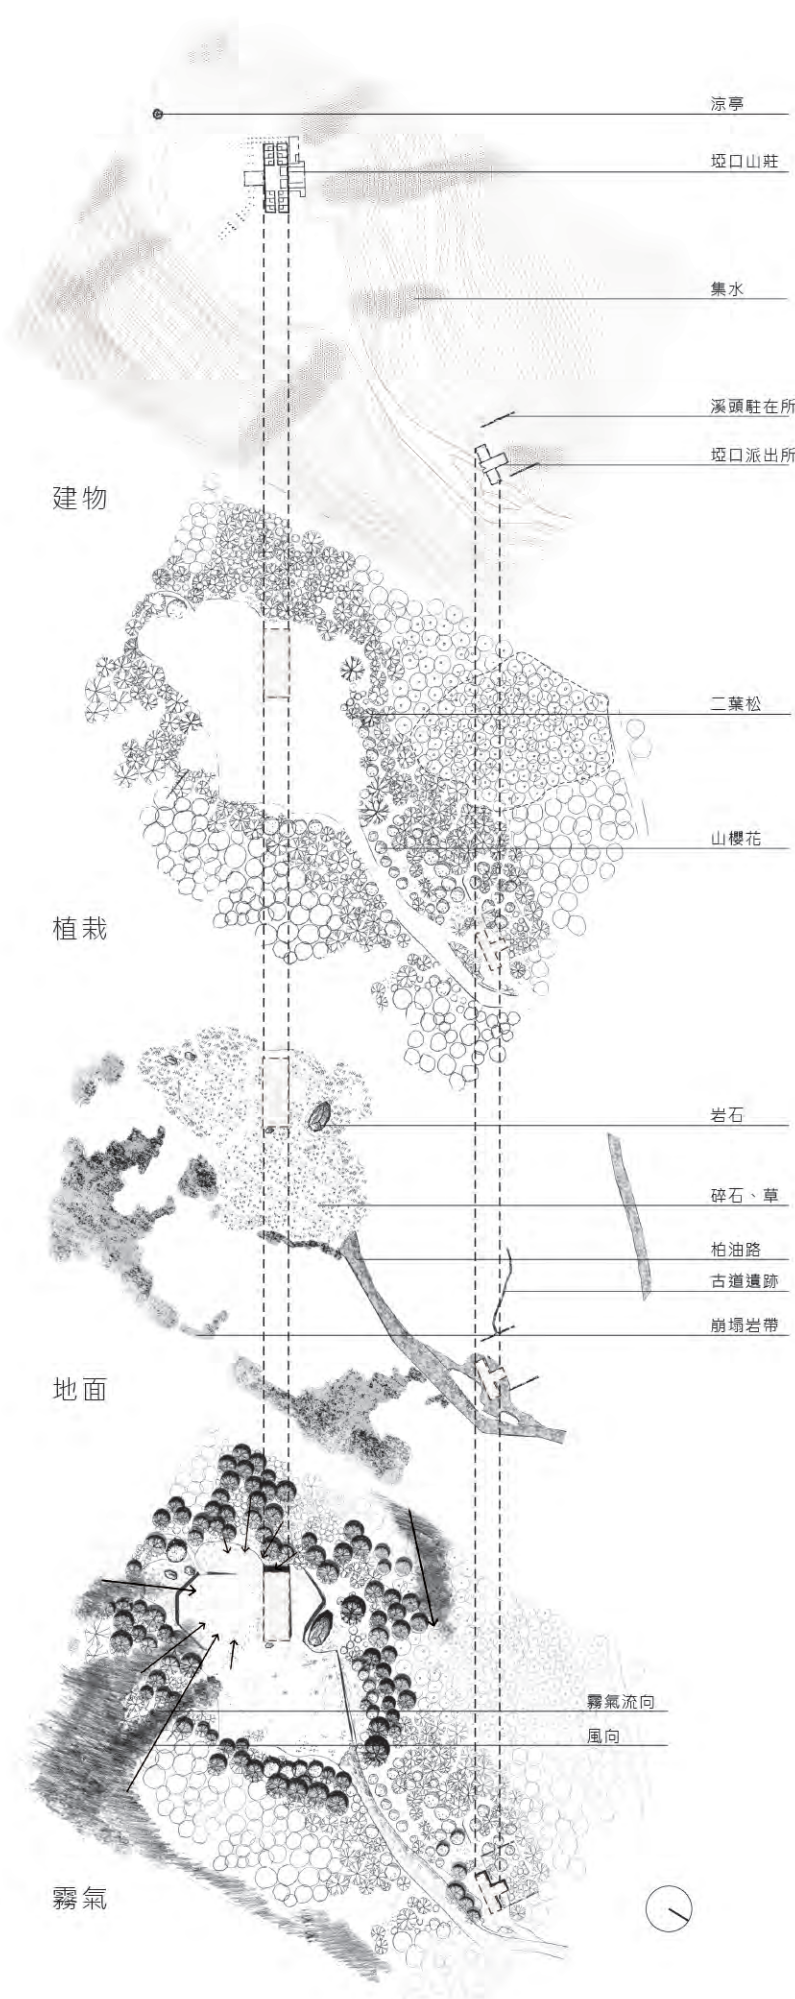 涼亭
埡口山莊
集水
溪頭駐在所
埡口派出所
建物
二葉松
山櫻花
植栽
岩石
碎石、草
柏油路
古道遺跡
崩塌岩帶
地面
霧氣流向
風向
霧氣